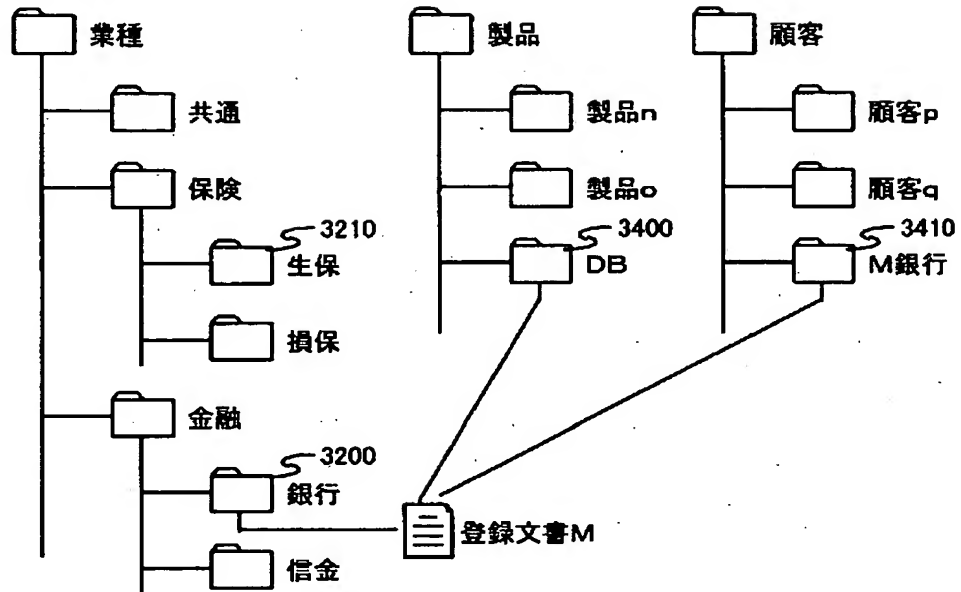 業種
共通
保険
3210
生保
損保
金融
3200
銀行
信金
製品
製品n
製品o
3400
DB
顧客
顧客p
顧客q
3410
M銀行
登録文書M